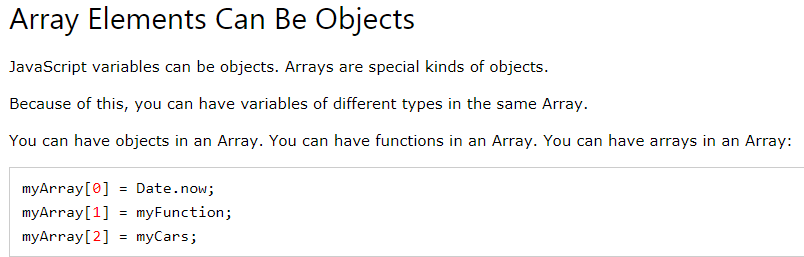 Array Elements Can Be Objects
JavaScript variables can be objects. Arrays are special kinds of objects.
Because of this, you can have variables of different types in the same Array.
You can have objects in an Array. You can have functions in an Array. You can have arrays in an Array:
myArray[0] = Date.now;
myArray[1] = myFunction;
myArray[2] = myCars;